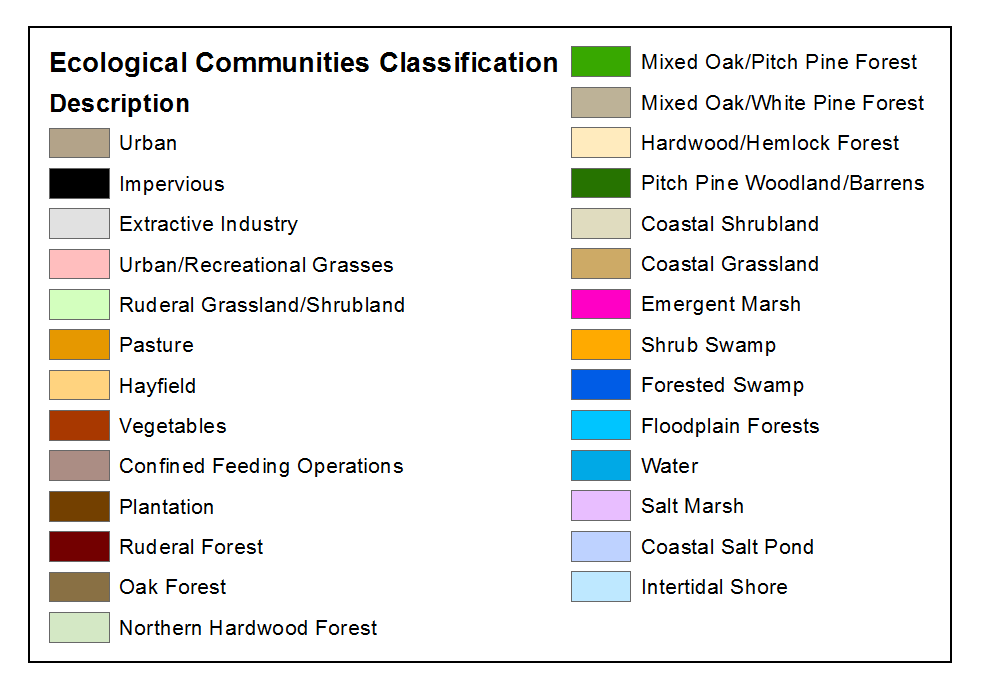 Ecological Communities Classification
Description
Urban
Impervious
Extractive Industry
Urban/Recreational Grasses
Ruderal Grassland/Shrubland
Pasture
Hayfield
Vegetables
Confined Feeding Operations
Plantation
Ruderal Forest
Oak Forest
Northern Hardwood Forest
Mixed Oak/Pitch Pine Forest
Mixed Oak/White Pine Forest
Hardwood/Hemlock Forest
Pitch Pine Woodland/Barrens
Coastal Shrubland
Coastal Grassland
Emergent Marsh
Shrub Swamp
Forested Swamp
Floodplain Forests
Water
Salt Marsh
Coastal Salt Pond
Intertidal Shore